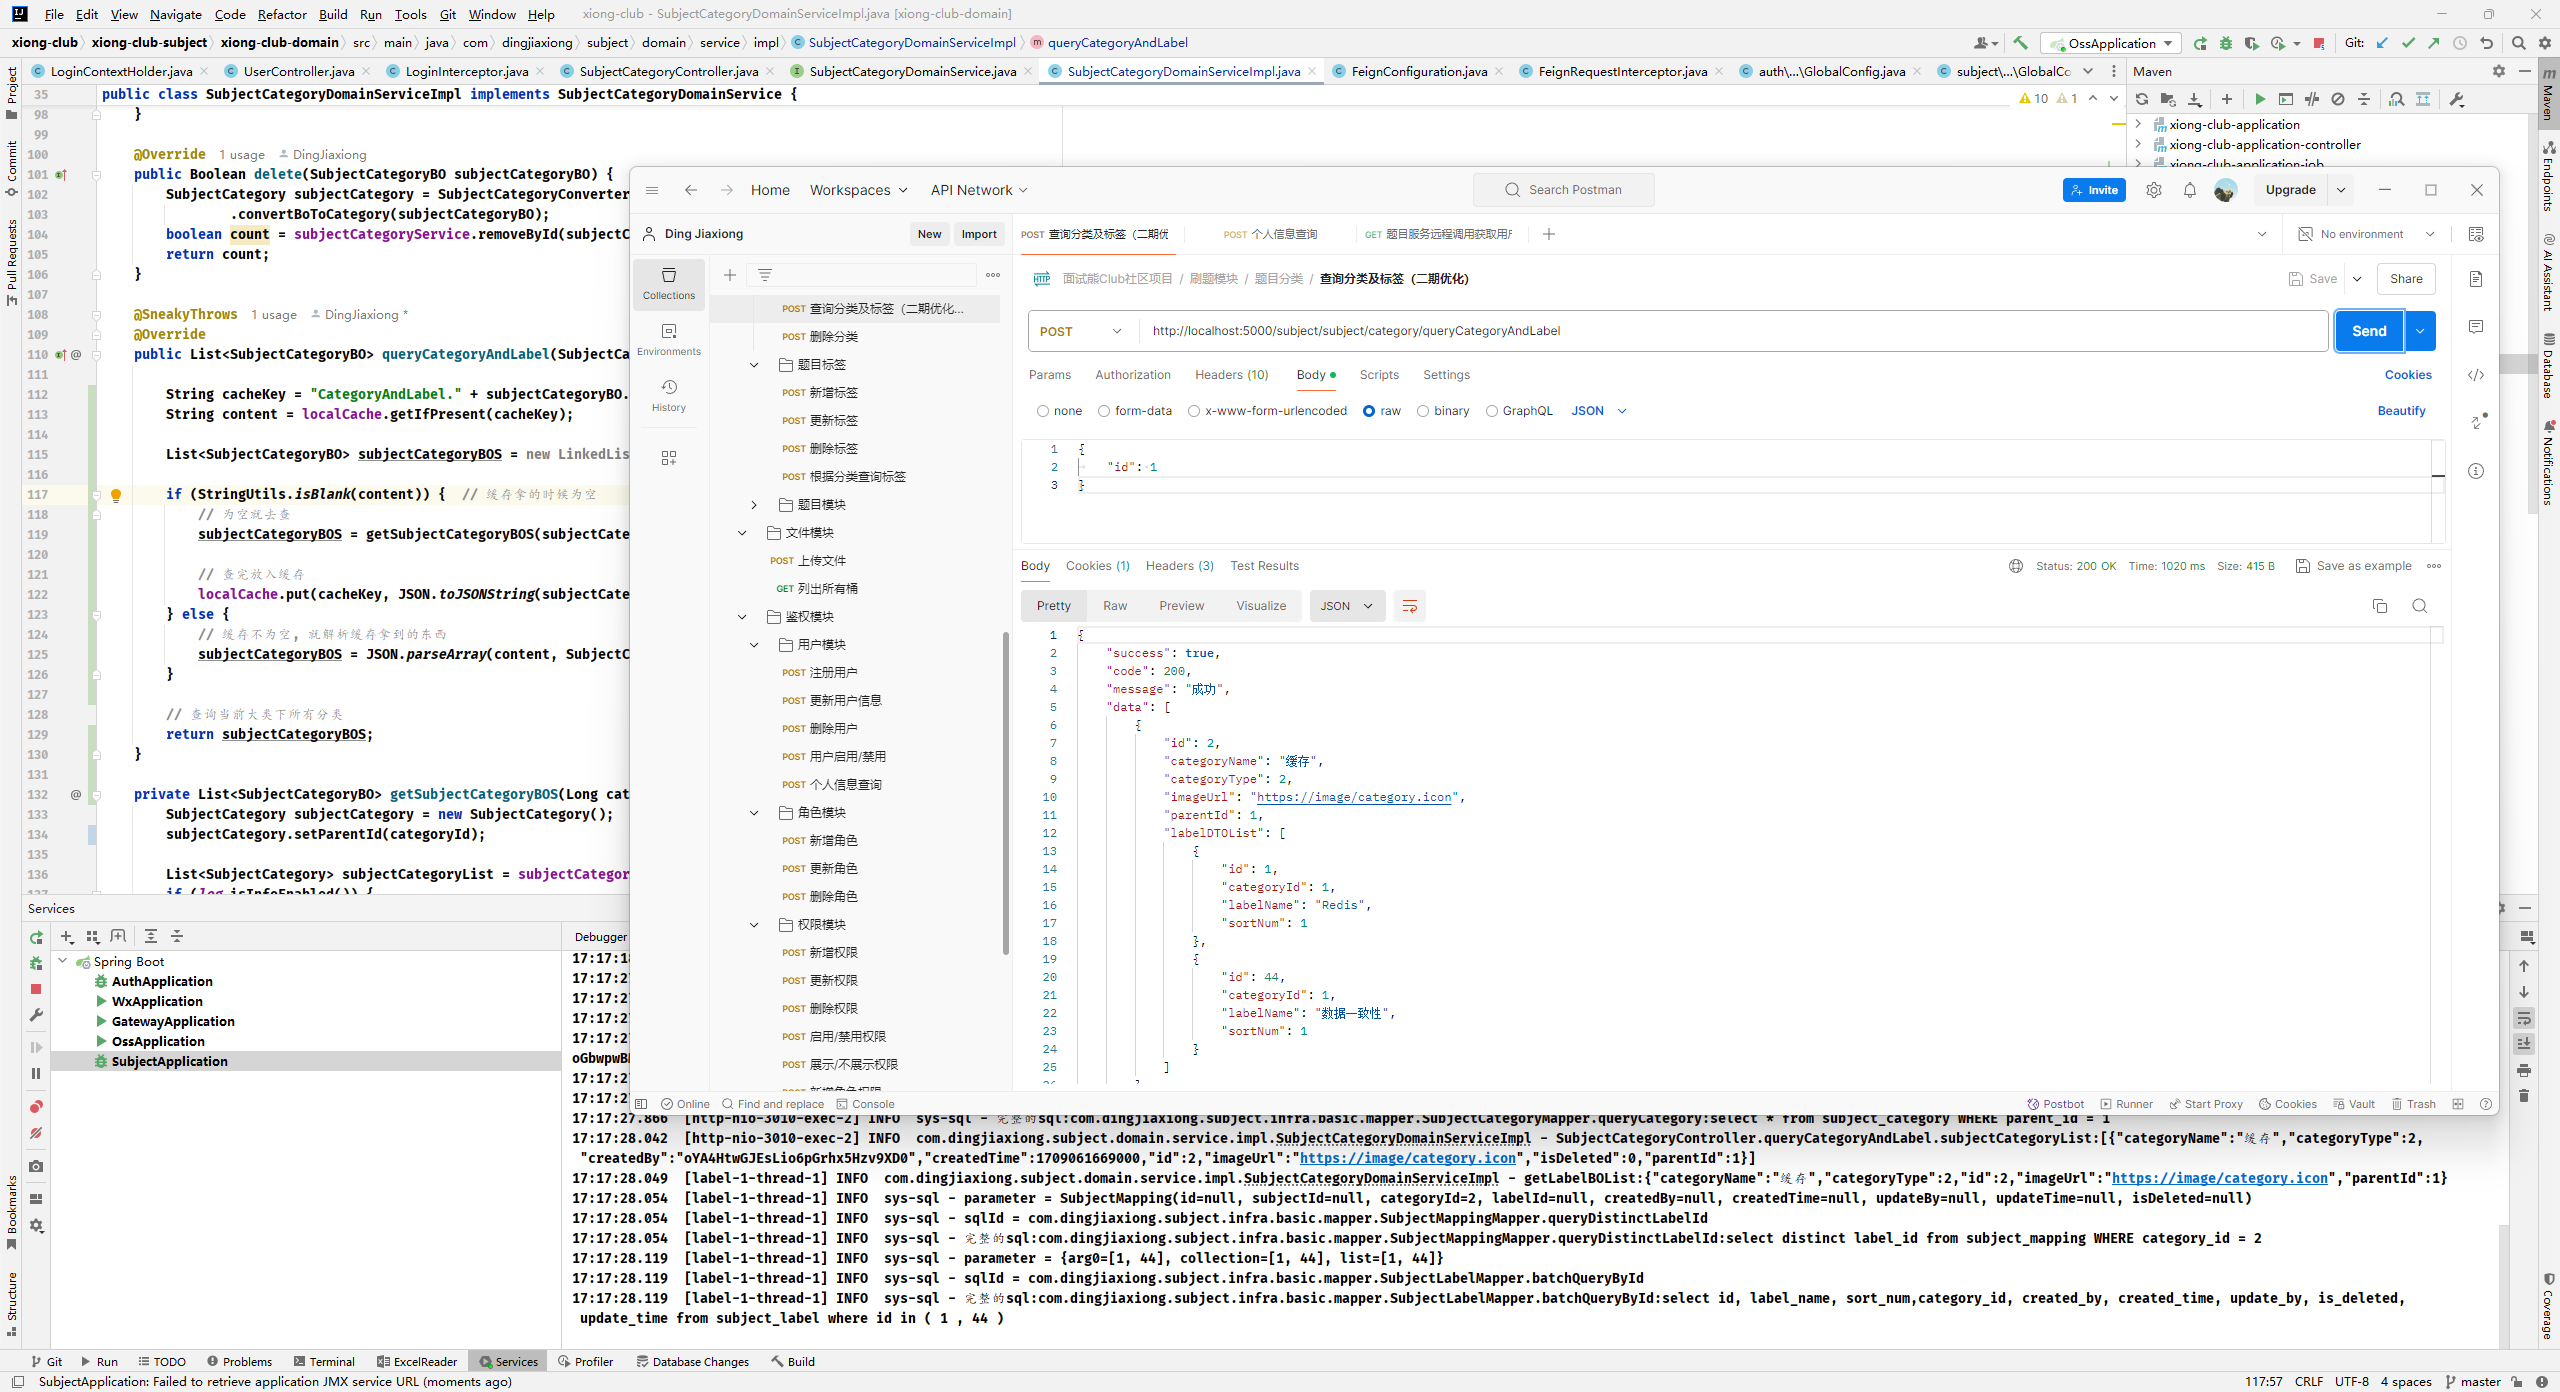 File Edit View Navigate Code Refactor Build Run Tools Git Window Help xiong-club - SubjectCategoryDomainServiceImpl.java [xiong-club-domain]
xiong-club xiong-club-subject xiong-club-domain src main java com dingjiaxiong subject domain service impl SubjectCategoryDomainServiceImpl queryCategoryAndLabel OssApplication Git:
LoginContextHolder.java UserController.java LoginInterceptor.java SubjectCategoryController.java SubjectCategoryDomainService.java SubjectCategoryDomainServiceImpl.java FeignConfiguration.java FeignRequestInterceptor.java auth\...\GlobalConfig.java subject\...\GlobalCo Maven
35 public class SubjectCategoryDomainServiceImpl implements SubjectCategoryDomainService {
10 1
98 }
99
100 @Override 1 usage DingJiaxiong
101 public Boolean delete(SubjectCategoryBO subjectCategoryBO) {
102 SubjectCategory subjectCategory = SubjectCategoryConverter
103 .convertBoToCategory(subjectCategoryBO);
104 boolean count = subjectCategoryService.removeById(subjectC
105 return count;
106 }
107
108 @SneakyThrows 1 usage DingJiaxiong *
109 @Override
110 public List<SubjectCategoryBO> queryCategoryAndLabel(SubjectCa
111
112 String cacheKey = "CategoryAndLabel." + subjectCategoryBO.
113 String content = localCache.getIfPresent(cacheKey);
114
115 List<SubjectCategoryBO> subjectCategoryBOS = new LinkedLis
116
117 if (StringUtils.isBlank(content)) { // 缓存拿的时候为空
118 // 为空就去查
119 subjectCategoryBOS = getSubjectCategoryBOS(subjectCate
120
121 // 查完放入缓存
122 localCache.put(cacheKey, JSON.toJSONString(subjectCate
123 } else {
124 // 缓存不为空, 就解析缓存拿到的东西
125 subjectCategoryBOS = JSON.parseArray(content, SubjectC
126 }
127
128 // 查询当前大类下所有分类
129 return subjectCategoryBOS;
130 }
131
132 private List<SubjectCategoryBO> getSubjectCategoryBOS(Long cat
133 SubjectCategory subjectCategory = new SubjectCategory();
134 subjectCategory.setParentId(categoryId);
135
136 List<SubjectCategory> subjectCategoryList = subjectCategor
137 if (log.isInfoEnabled()) {
xiong-club-application
xiong-club-application-controller
xiong-club-application-job
Project
Commit
Pull Requests
Bookmarks
Structure
Maven
Endpoints
AI Assistant
Database
Notifications
Coverage
Home Workspaces API Network Search Postman Invite Upgrade
Ding Jiaxiong New Import
POST 查询分类及标签（二期优 POST 个人信息查询 GET 题目服务远程调用获取用户 No environment
Collections
Environments
History
POST 查询分类及标签（二期优化...
POST 删除分类
题目标签
POST 新增标签
POST 更新标签
POST 删除标签
POST 根据分类查询标签
题目模块
文件模块
POST 上传文件
GET 列出所有桶
鉴权模块
用户模块
POST 注册用户
POST 更新用户信息
POST 删除用户
POST 用户启用/禁用
POST 个人信息查询
角色模块
POST 新增角色
POST 更新角色
POST 删除角色
权限模块
POST 新增权限
POST 更新权限
POST 删除权限
POST 启用/禁用权限
POST 展示/不展示权限
POST 新增角色权限
HTTP 面试熊Club社区项目 / 刷题模块 / 题目分类 / 查询分类及标签（二期优化） Save Share
POST http://localhost:5000/subject/subject/category/queryCategoryAndLabel Send
Params Authorization Headers (10) Body Scripts Settings Cookies
none form-data x-www-form-urlencoded raw binary GraphQL JSON Beautify
1 {
2 "id": 1
3 }
Body Cookies (1) Headers (3) Test Results Status: 200 OK Time: 1020 ms Size: 415 B Save as example
Pretty Raw Preview Visualize JSON
1 {
2 "success": true,
3 "code": 200,
4 "message": "成功",
5 "data": [
6 {
7 "id": 2,
8 "categoryName": "缓存",
9 "categoryType": 2,
10 "imageUrl": "https://image/category.icon",
11 "parentId": 1,
12 "labelDTOList": [
13 {
14 "id": 1,
15 "categoryId": 1,
16 "labelName": "Redis",
17 "sortNum": 1
18 },
19 {
20 "id": 44,
21 "categoryId": 1,
22 "labelName": "数据一致性",
23 "sortNum": 1
24 }
25 ]
Online Find and replace Console Postbot Runner Start Proxy Cookies Vault Trash
Services
Debugger
Spring Boot
AuthApplication
WxApplication
GatewayApplication
OssApplication
SubjectApplication
17:17:18
17:17:27
17:17:27
17:17:27
17:17:27
oGbwpwB
17:17:27
17:17:27
17:17:27.866 [http-nio-3010-exec-2] INFO sys-sql - 完整的sql:com.dingjiaxiong.subject.infra.basic.mapper.SubjectCategoryMapper.queryCategory:select * from subject_category WHERE parent_id = 1
17:17:28.042 [http-nio-3010-exec-2] INFO com.dingjiaxiong.subject.domain.service.impl.SubjectCategoryDomainServiceImpl - SubjectCategoryController.queryCategoryAndLabel.subjectCategoryList:[{"categoryName":"缓存","categoryType":2,
"createdBy":"oYA4HtwGJEsLio6pGrhx5Hzv9XD0","createdTime":1709061669000,"id":2,"imageUrl":"https://image/category.icon","isDeleted":0,"parentId":1}]
17:17:28.049 [label-1-thread-1] INFO com.dingjiaxiong.subject.domain.service.impl.SubjectCategoryDomainServiceImpl - getLabelBOList:{"categoryName":"缓存","categoryType":2,"id":2,"imageUrl":"https://image/category.icon","parentId":1}
17:17:28.054 [label-1-thread-1] INFO sys-sql - parameter = SubjectMapping(id=null, subjectId=null, categoryId=2, labelId=null, createdBy=null, createdTime=null, updateBy=null, updateTime=null, isDeleted=null)
17:17:28.054 [label-1-thread-1] INFO sys-sql - sqlId = com.dingjiaxiong.subject.infra.basic.mapper.SubjectMappingMapper.queryDistinctLabelId
17:17:28.054 [label-1-thread-1] INFO sys-sql - 完整的sql:com.dingjiaxiong.subject.infra.basic.mapper.SubjectMappingMapper.queryDistinctLabelId:select distinct label_id from subject_mapping WHERE category_id = 2
17:17:28.119 [label-1-thread-1] INFO sys-sql - parameter = {arg0=[1, 44], collection=[1, 44], list=[1, 44]}
17:17:28.119 [label-1-thread-1] INFO sys-sql - sqlId = com.dingjiaxiong.subject.infra.basic.mapper.SubjectLabelMapper.batchQueryById
17:17:28.119 [label-1-thread-1] INFO sys-sql - 完整的sql:com.dingjiaxiong.subject.infra.basic.mapper.SubjectLabelMapper.batchQueryById:select id, label_name, sort_num,category_id, created_by, created_time, update_by, is_deleted,
update_time from subject_label where id in ( 1 , 44 )
Git Run TODO Problems Terminal ExcelReader Services Profiler Database Changes Build
SubjectApplication: Failed to retrieve application JMX service URL (moments ago) 117:57 CRLF UTF-8 4 spaces master